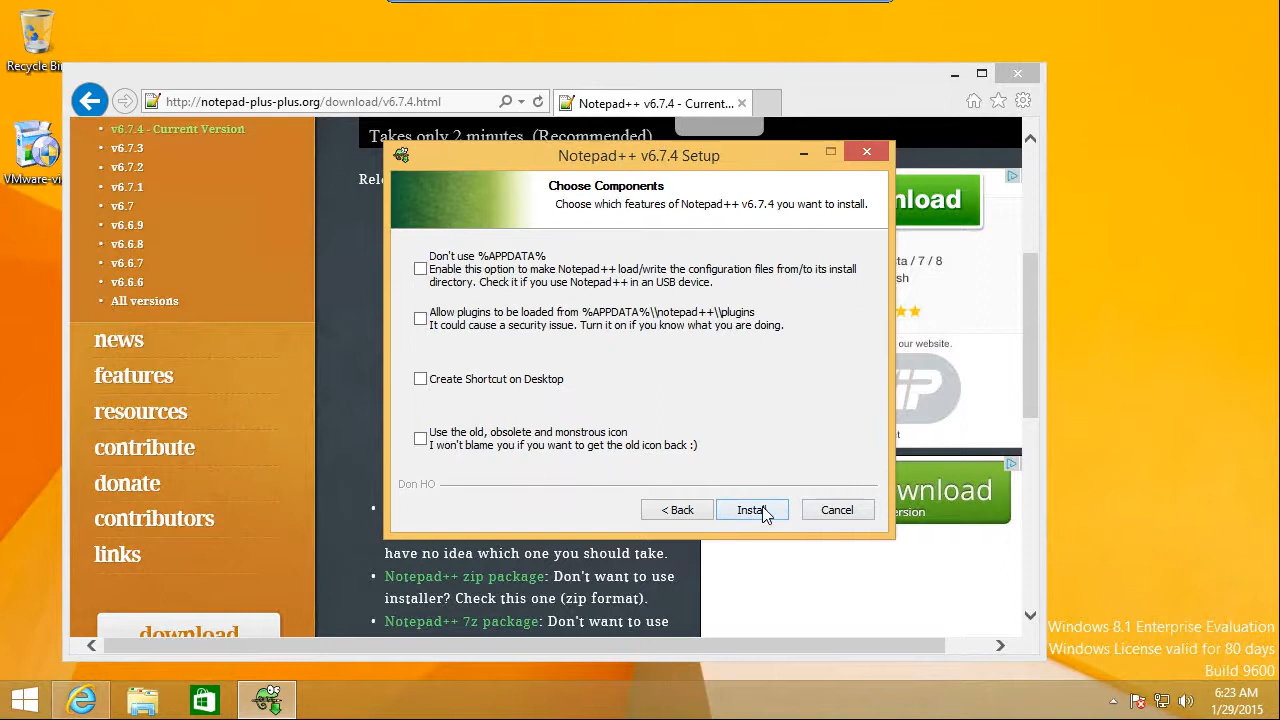 Recycle Bin
VMware-vi
http://notepad-plus-plus.org/download/v6.7.4.html
Notepad++ v6.7.4 - Current...
• v6.7.4 - Current Version
• v6.7.3
• v6.7.2
• v6.7.1
• v6.7
• v6.6.9
• v6.6.8
• v6.6.7
• v6.6.6
• All versions
news
features
resources
contribute
donate
contributors
links
download
Takes only 2 minutes. (Recommended)
Rel
Notepad++ v6.7.4 Setup
Choose Components
Choose which features of Notepad++ v6.7.4 you want to install.
Don't use %APPDATA%
Enable this option to make Notepad++ load/write the configuration files from/to its install
directory. Check it if you use Notepad++ in an USB device.
Allow plugins to be loaded from %APPDATA%\\notepad++\\plugins
It could cause a security issue. Turn it on if you know what you are doing.
Create Shortcut on Desktop
Use the old, obsolete and monstrous icon
I won't blame you if you want to get the old icon back :)
Don HO
< Back
Install
Cancel
have no idea which one you should take.
• Notepad++ zip package: Don't want to use
installer? Check this one (zip format).
• Notepad++ 7z package: Don't want to use
nload
ta / 7 / 8
sh
our website.
IP
t
wnload
ersion
Windows 8.1 Enterprise Evaluation
Windows License valid for 80 days
Build 9600
6:23 AM
1/29/2015